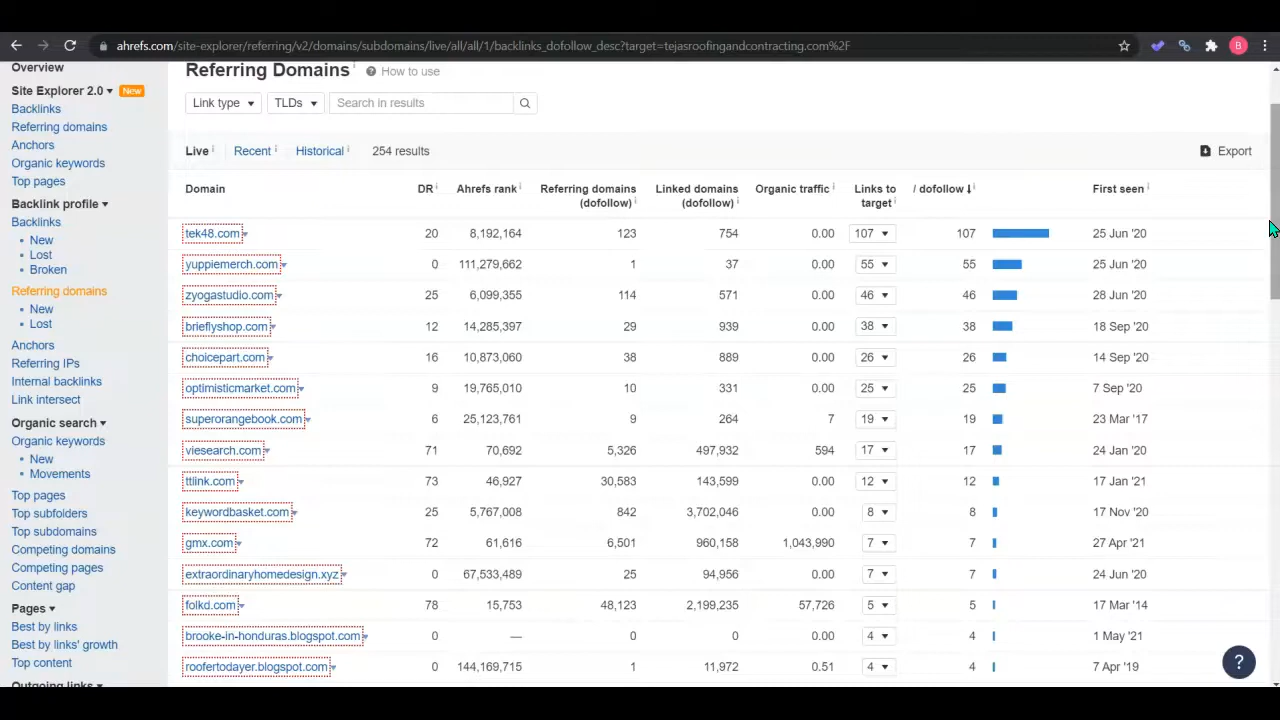 ahrefs.com/site-explorer/referring/v2/domains/subdomains/live/all/all/1/backlinks_dofollow_desc?target=tejasroofingandcontracting.com%2F
B
Overview
Site Explorer 2.0 New
Backlinks
Referring domains
Anchors
Organic keywords
Top pages
Backlink profile
Backlinks
New
Lost
Broken
Referring domains
New
Lost
Anchors
Referring IPs
Internal backlinks
Link intersect
Organic search
Organic keywords
New
Movements
Top pages
Top subfolders
Top subdomains
Competing domains
Competing pages
Content gap
Pages
Best by links
Best by links' growth
Top content
Outgoing links
Referring Domains i ? How to use
Link type TLDs Search in results
Live i Recent i Historical i 254 results Export
Domain DR i Ahrefs rank i Referring domains (dofollow) i Linked domains (dofollow) i Organic traffic i Links to target i / dofollow ↓ i First seen i
tek48.com 20 8,192,164 123 754 0.00 107 107 25 Jun '20
yuppiemerch.com 0 111,279,662 1 37 0.00 55 55 25 Jun '20
zyogastudio.com 25 6,099,355 114 571 0.00 46 46 28 Jun '20
brieflyshop.com 12 14,285,397 29 939 0.00 38 38 18 Sep '20
choicepart.com 16 10,873,060 38 889 0.00 26 26 14 Sep '20
optimisticmarket.com 9 19,765,010 10 331 0.00 25 25 7 Sep '20
superorangebook.com 6 25,123,761 9 264 7 19 19 23 Mar '17
viesearch.com 71 70,692 5,326 497,932 594 17 17 24 Jan '20
ttlink.com 73 46,927 30,583 143,599 0.00 12 12 17 Jan '21
keywordbasket.com 25 5,767,008 842 3,702,046 0.00 8 8 17 Nov '20
gmx.com 72 61,616 6,501 960,158 1,043,990 7 7 27 Apr '21
extraordinaryhomedesign.xyz 0 67,533,489 25 94,956 0.00 7 7 24 Jun '20
folkd.com 78 15,753 48,123 2,199,235 57,726 5 5 17 Mar '14
brooke-in-honduras.blogspot.com 0 — 0 0 0.00 4 4 1 May '21
roofertodayer.blogspot.com 0 144,169,715 1 11,972 0.51 4 4 7 Apr '19
?